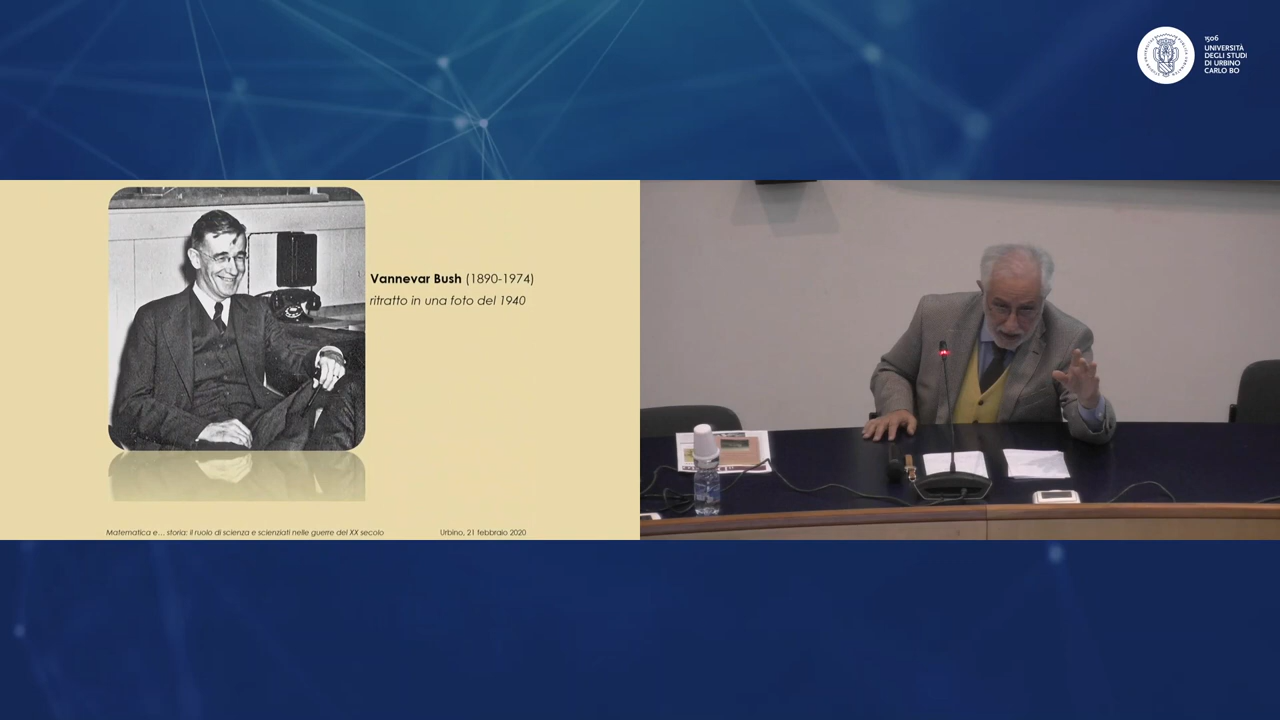 1506
UNIVERSITÀ
DEGLI STUDI
DI URBINO
CARLO BO
Vannevar Bush (1890-1974)
ritratto in una foto del 1940
Matematica e... storia: il ruolo di scienza e scienziati nelle guerre del XX secolo
Urbino, 21 febbraio 2020